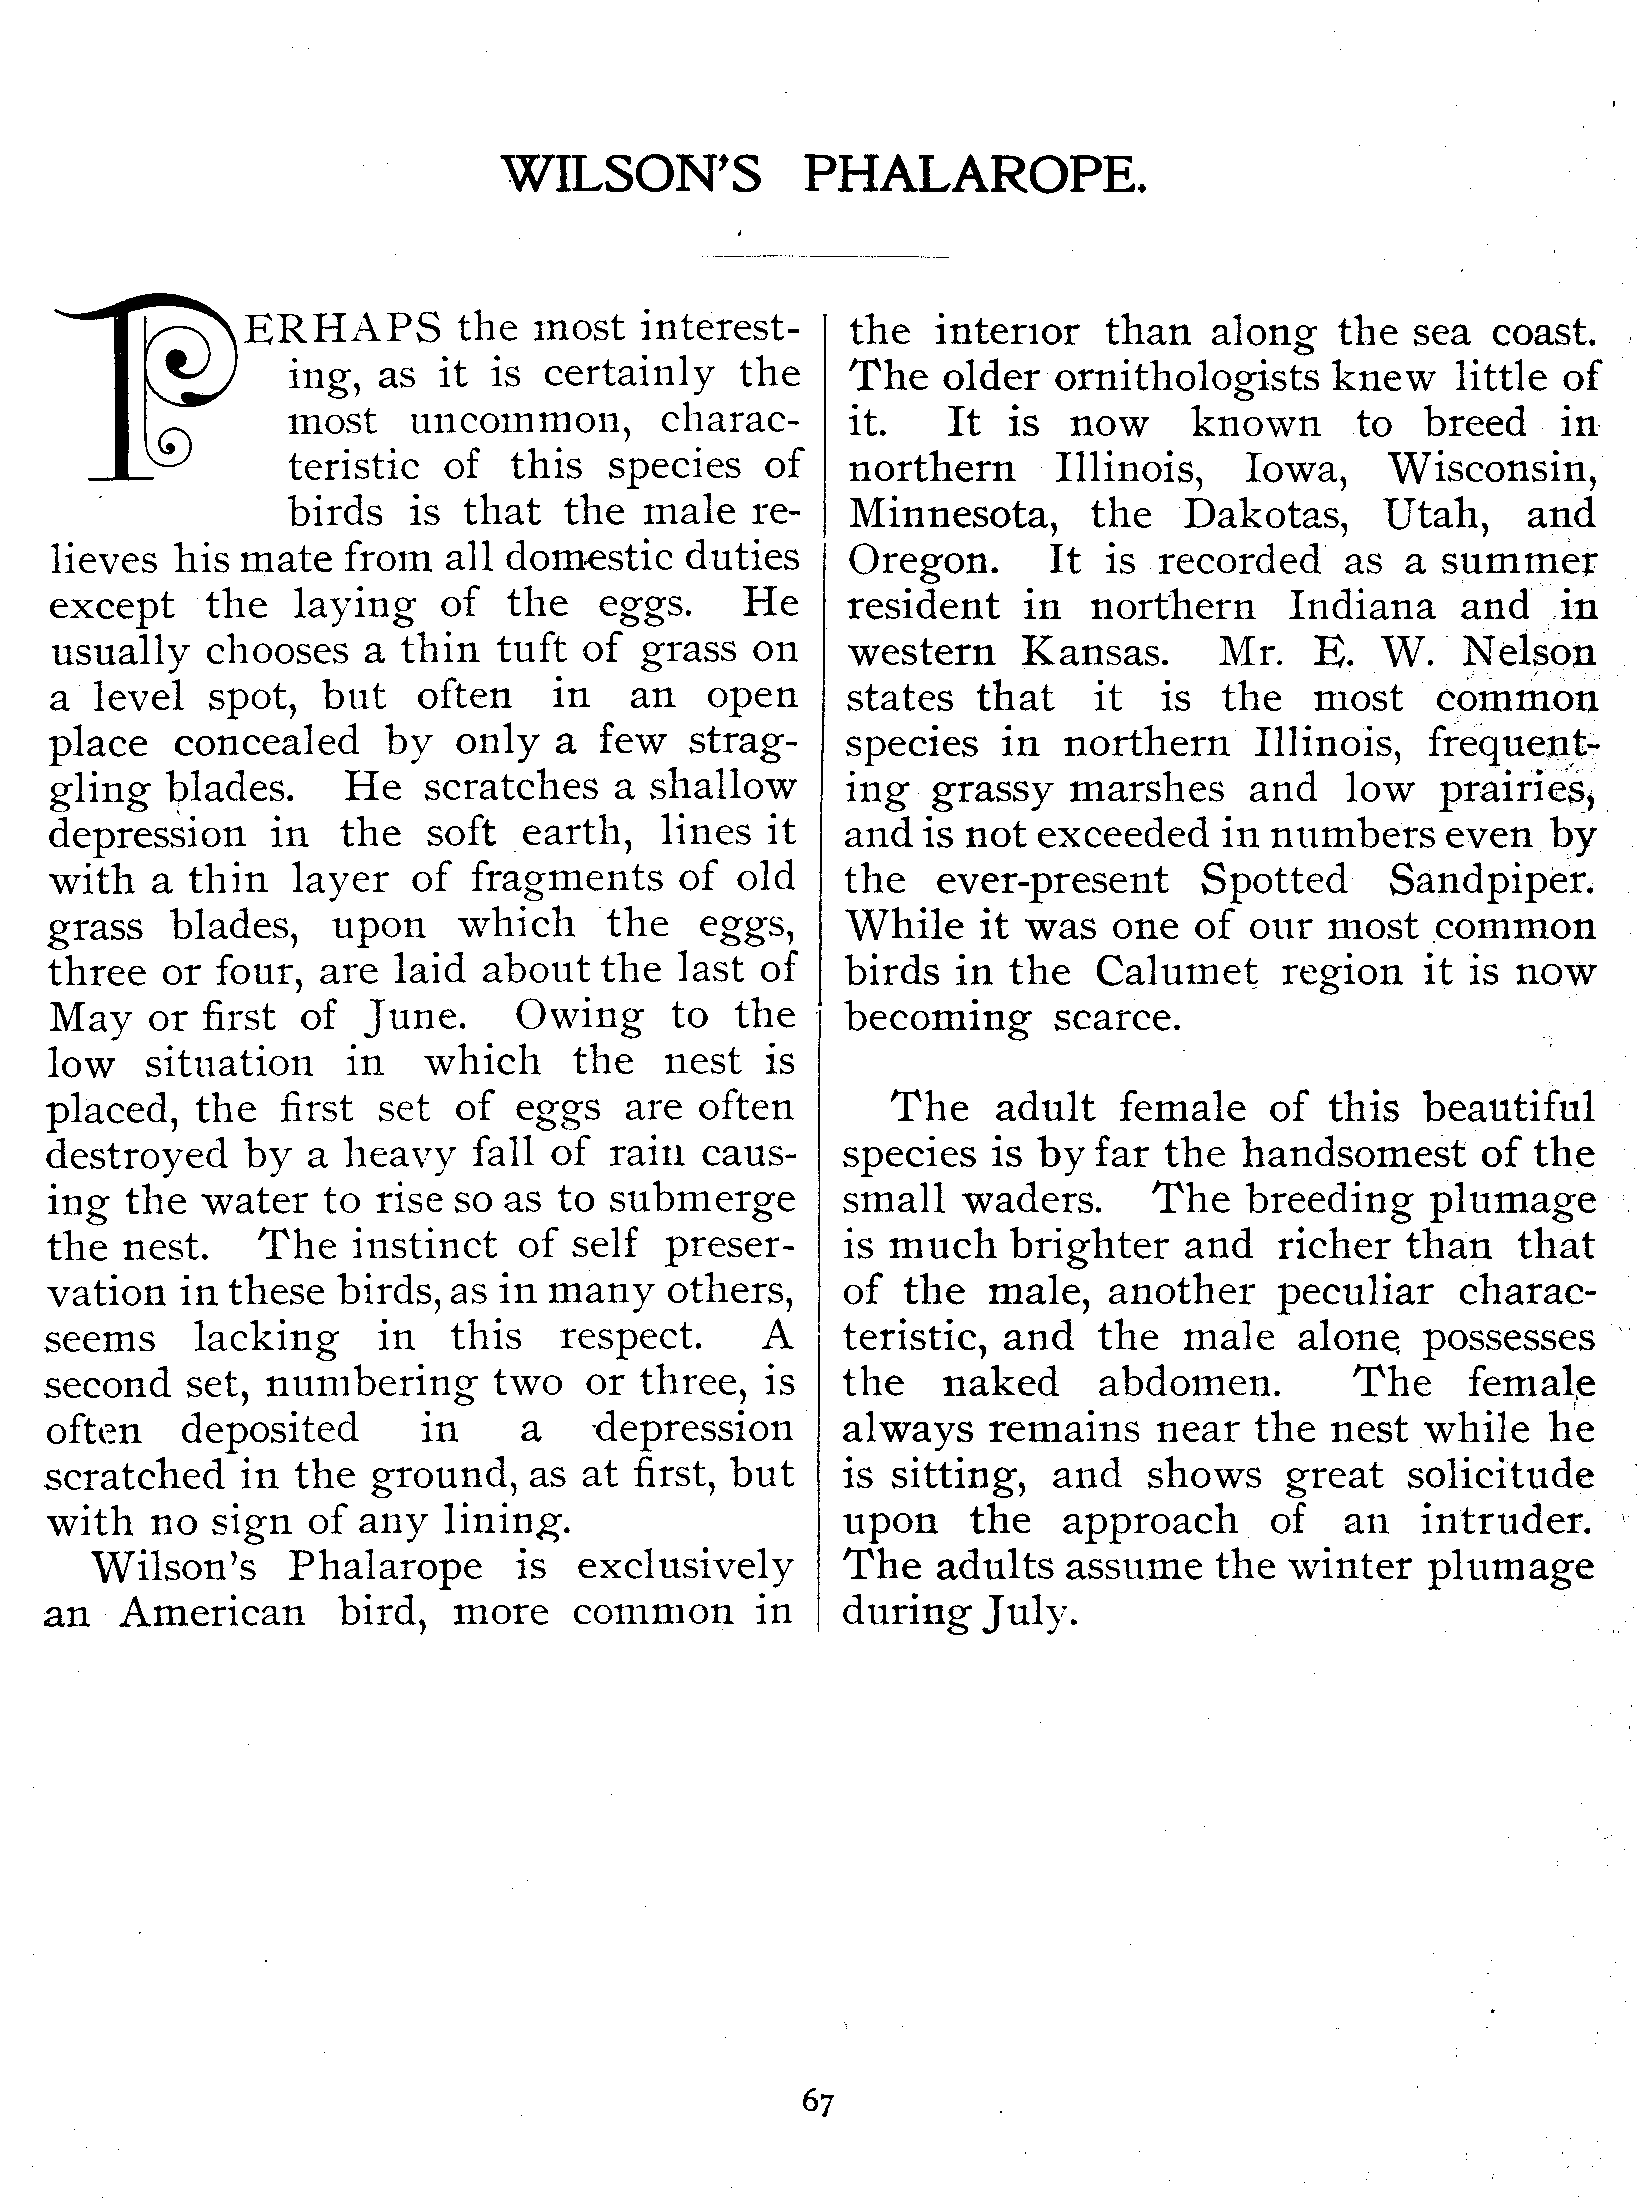 WILSON'S PHALAROPE.
PERHAPS the most interest-
ing, as it is certainly the
most uncommon, charac-
teristic of this species of
birds is that the male re-
lieves his mate from all domestic duties
except the laying of the eggs. He
usually chooses a thin tuft of grass on
a level spot, but often in an open
place concealed by only a few strag-
gling blades. He scratches a shallow
depression in the soft earth, lines it
with a thin layer of fragments of old
grass blades, upon which the eggs,
three or four, are laid about the last of
May or first of June. Owing to the
low situation in which the nest is
placed, the first set of eggs are often
destroyed by a heavy fall of rain caus-
ing the water to rise so as to submerge
the nest. The instinct of self preser-
vation in these birds, as in many others,
seems lacking in this respect. A
second set, numbering two or three, is
often deposited in a depression
scratched in the ground, as at first, but
with no sign of any lining.
Wilson's Phalarope is exclusively
an American bird, more common in
the interior than along the sea coast.
The older ornithologists knew little of
it. It is now known to breed in
northern Illinois, Iowa, Wisconsin,
Minnesota, the Dakotas, Utah, and
Oregon. It is recorded as a summer
resident in northern Indiana and in
western Kansas. Mr. E. W. Nelson
states that it is the most common
species in northern Illinois, frequent-
ing grassy marshes and low prairies,
and is not exceeded in numbers even by
the ever-present Spotted Sandpiper.
While it was one of our most common
birds in the Calumet region it is now
becoming scarce.
The adult female of this beautiful
species is by far the handsomest of the
small waders. The breeding plumage
is much brighter and richer than that
of the male, another peculiar charac-
teristic, and the male alone possesses
the naked abdomen. The female
always remains near the nest while he
is sitting, and shows great solicitude
upon the approach of an intruder.
The adults assume the winter plumage
during July.
67